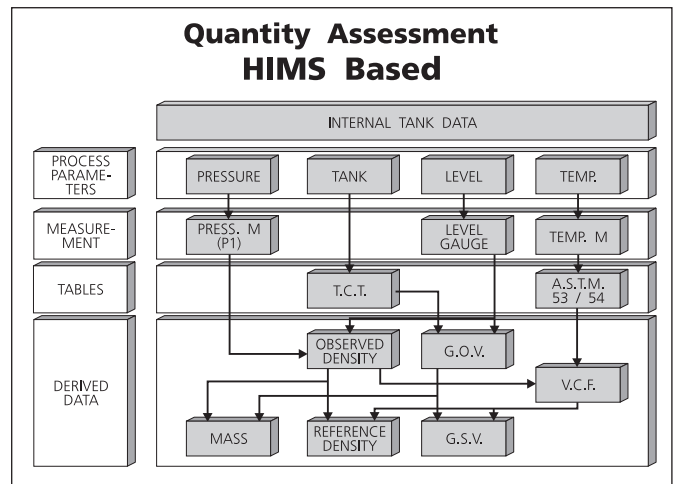 Quantity Assessment
HIMS Based
INTERNAL TANK DATA
PROCESS
PARAME-
TERS
PRESSURE
TANK
LEVEL
TEMP.
MEASURE-
MENT
PRESS. M
(P1)
LEVEL
GAUGE
TEMP. M
TABLES
T.C.T.
A.S.T.M.
53 / 54
DERIVED
DATA
OBSERVED
DENSITY
G.O.V.
V.C.F.
MASS
REFERENCE
DENSITY
G.S.V.